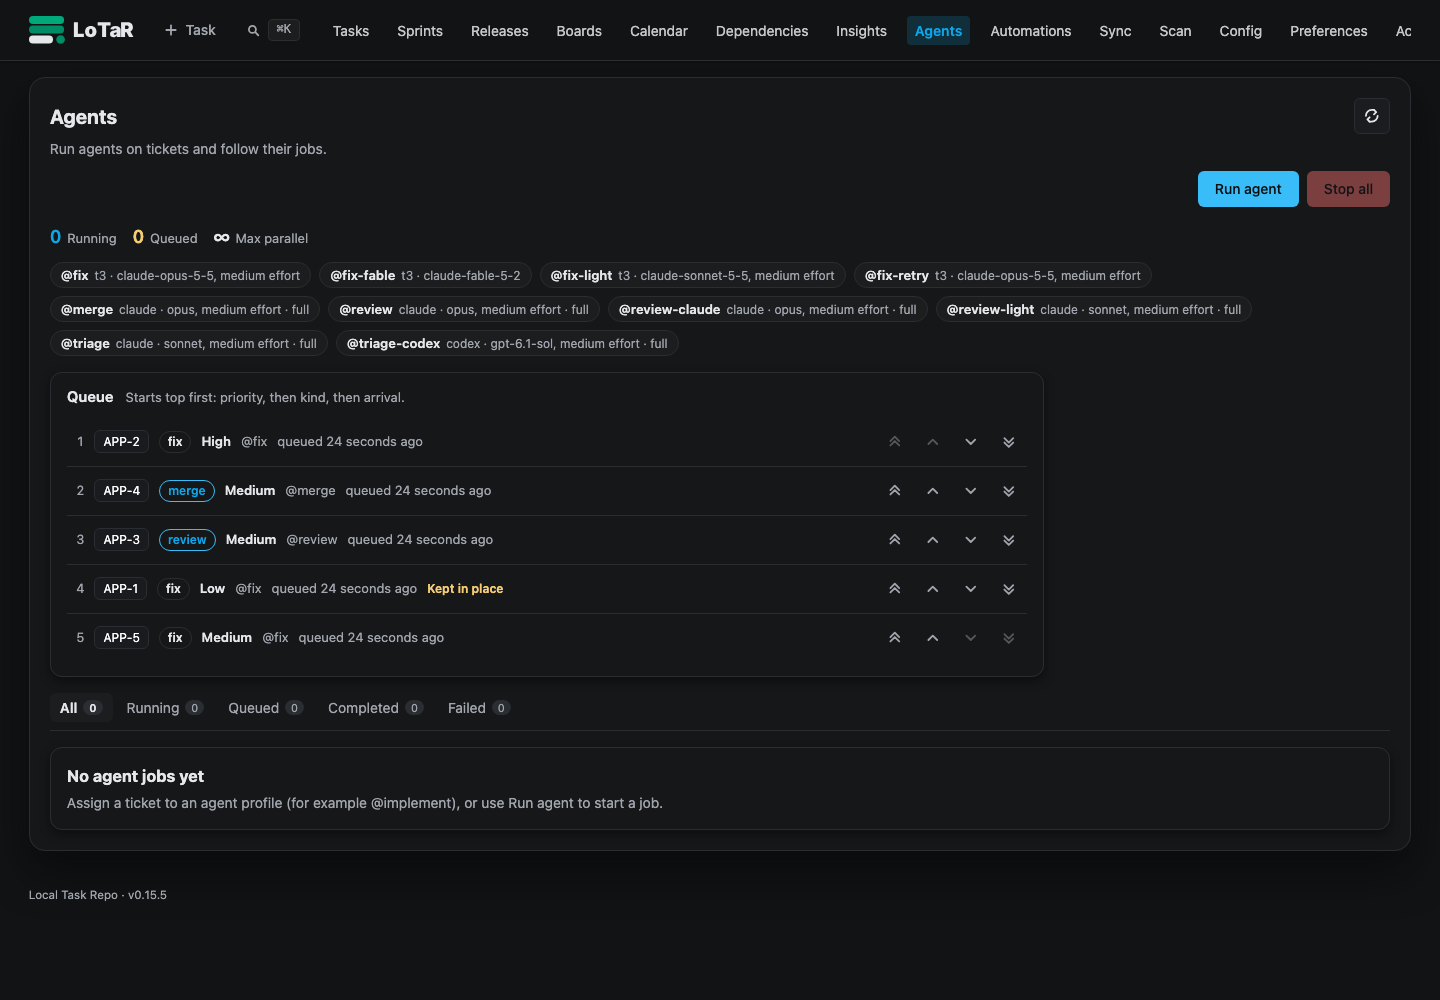 LoTaR + Task ⌘K Tasks Sprints Releases Boards Calendar Dependencies Insights Agents Automations Sync Scan Config Preferences Ac
Agents
Run agents on tickets and follow their jobs.
Run agent Stop all
0 Running 0 Queued ∞ Max parallel
@fix t3 · claude-opus-5-5, medium effort @fix-fable t3 · claude-fable-5-2 @fix-light t3 · claude-sonnet-5-5, medium effort @fix-retry t3 · claude-opus-5-5, medium effort
@merge claude · opus, medium effort · full @review claude · opus, medium effort · full @review-claude claude · opus, medium effort · full @review-light claude · sonnet, medium effort · full
@triage claude · sonnet, medium effort · full @triage-codex codex · gpt-6.1-sol, medium effort · full
Queue Starts top first: priority, then kind, then arrival.
1 APP-2 fix High @fix queued 24 seconds ago
2 APP-4 merge Medium @merge queued 24 seconds ago
3 APP-3 review Medium @review queued 24 seconds ago
4 APP-1 fix Low @fix queued 24 seconds ago Kept in place
5 APP-5 fix Medium @fix queued 24 seconds ago
All 0 Running 0 Queued 0 Completed 0 Failed 0
No agent jobs yet
Assign a ticket to an agent profile (for example @implement), or use Run agent to start a job.
Local Task Repo · v0.15.5